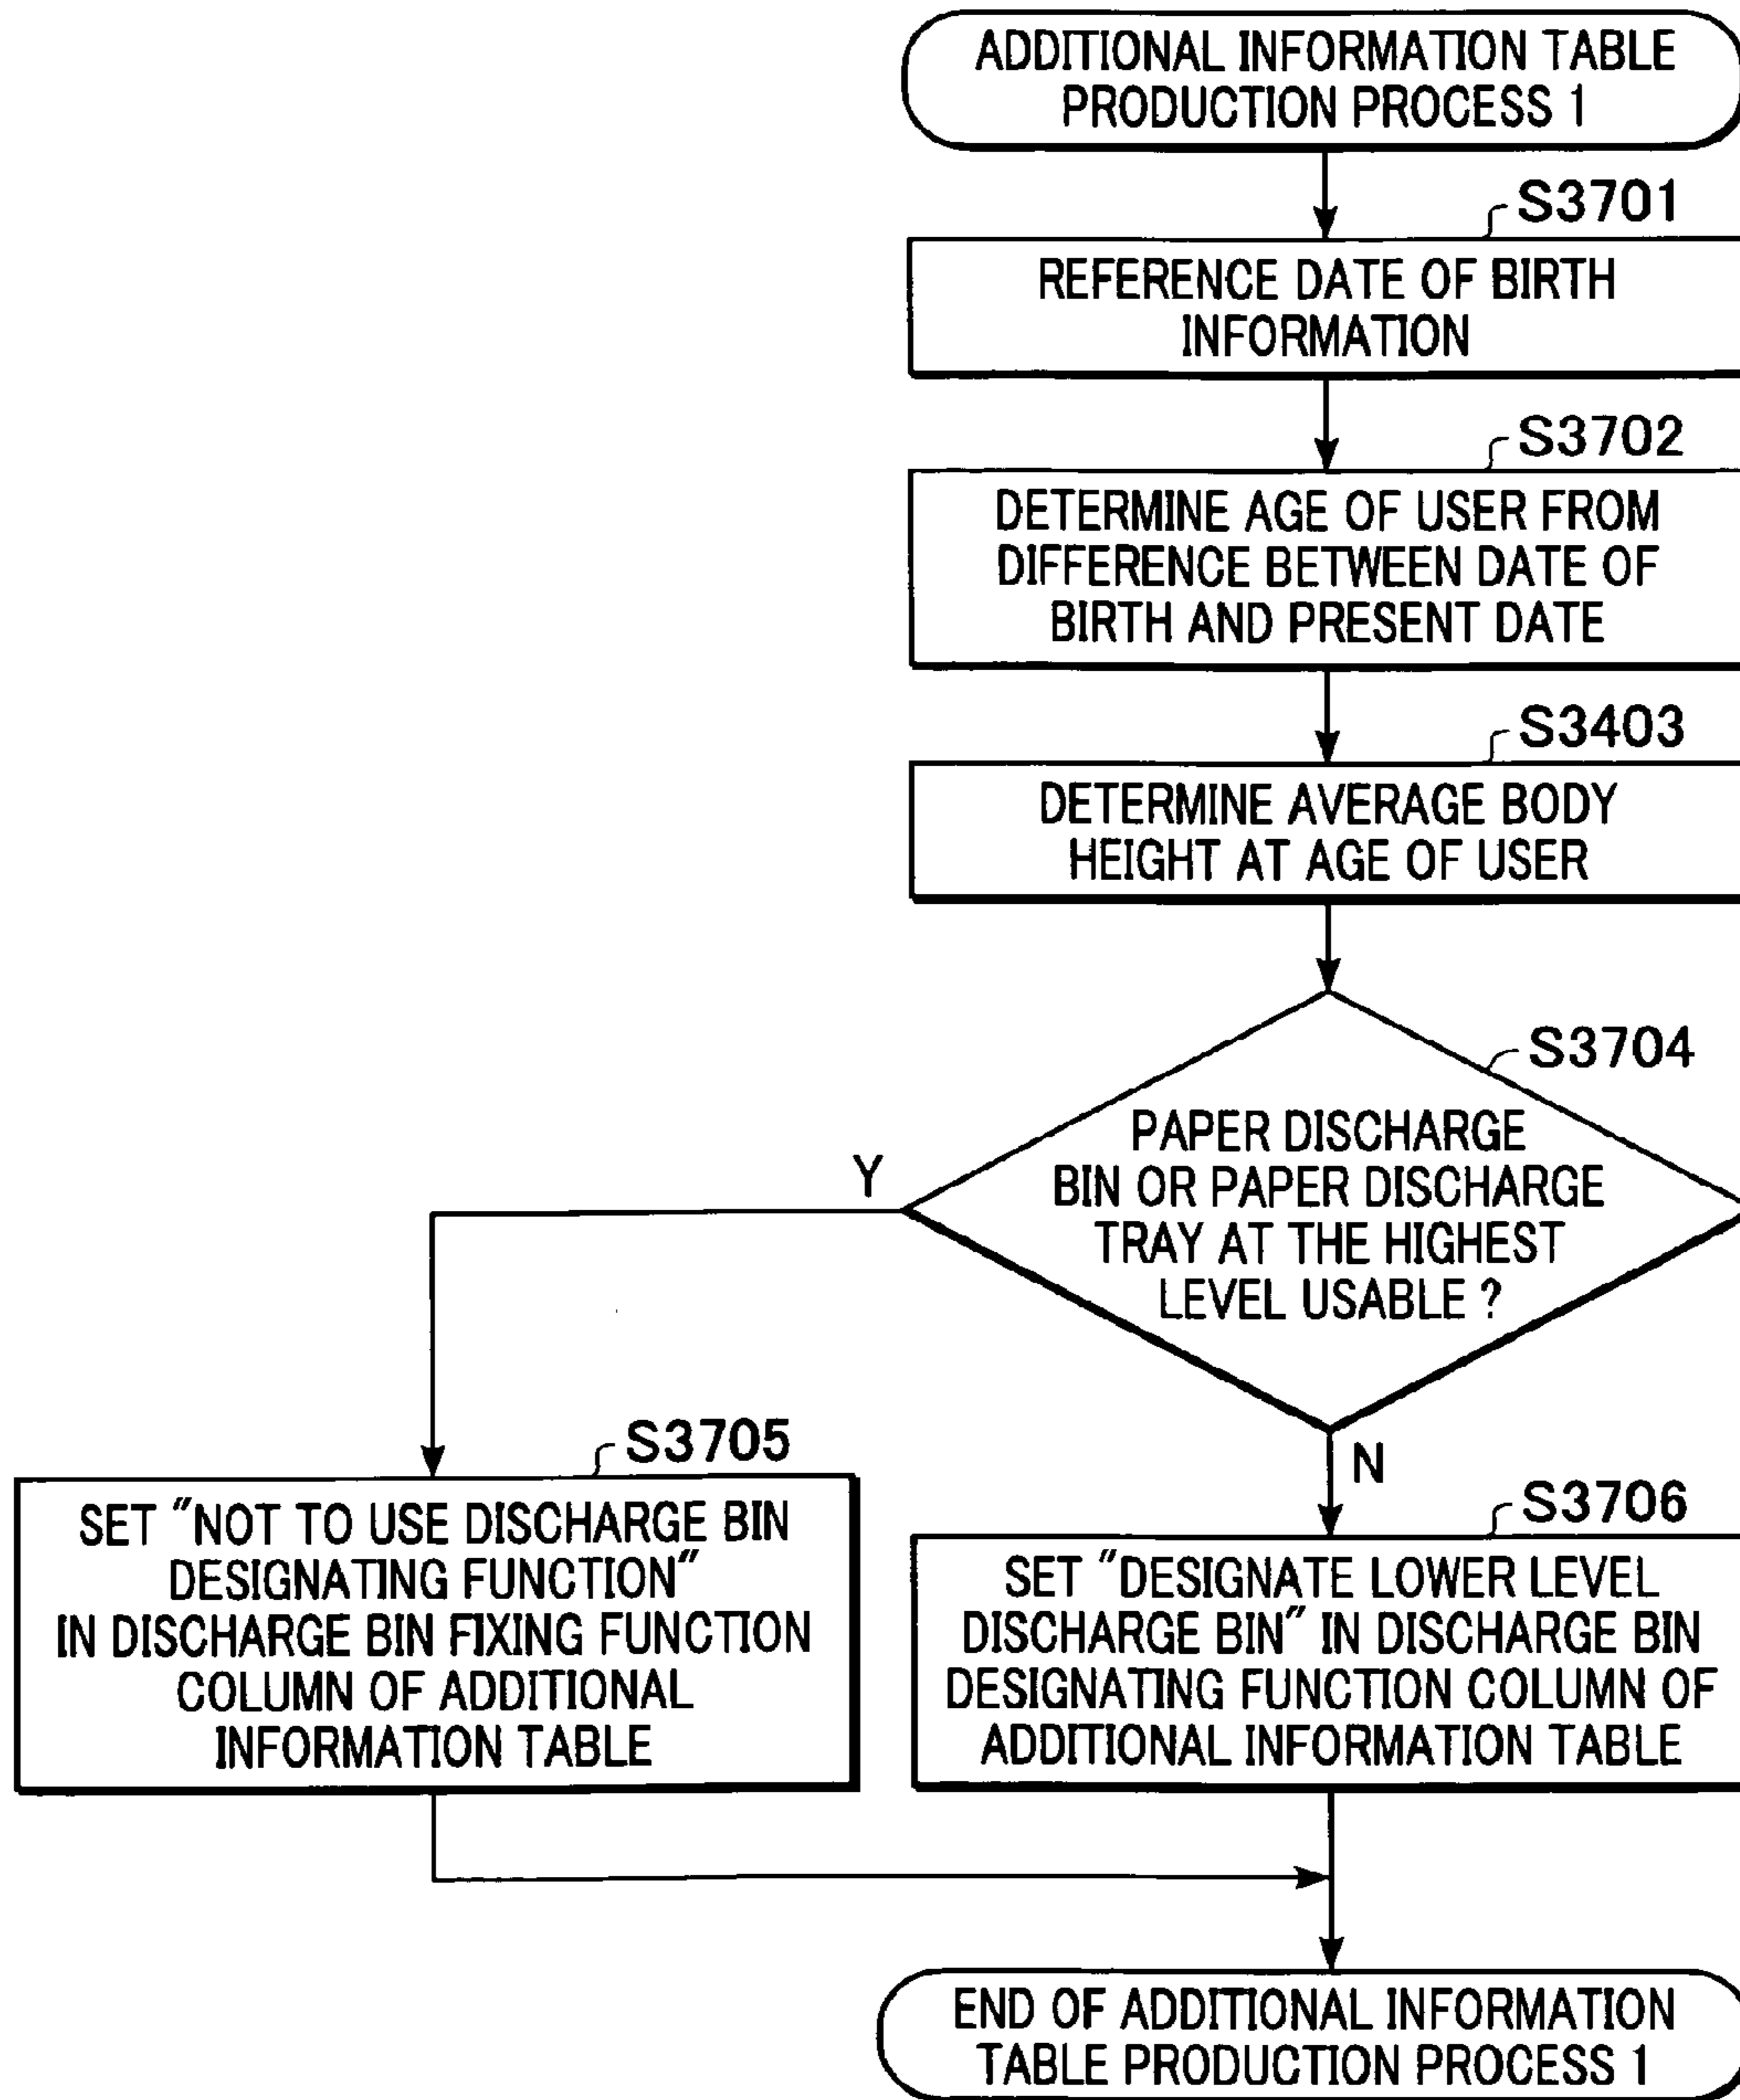 ADDITIONAL INFORMATION TABLE
PRODUCTION PROCESS 1
S3701
REFERENCE DATE OF BIRTH
INFORMATION
S3702
DETERMINE AGE OF USER FROM
DIFFERENCE BETWEEN DATE OF
BIRTH AND PRESENT DATE
S3403
DETERMINE AVERAGE BODY
HEIGHT AT AGE OF USER
S3704
PAPER DISCHARGE
BIN OR PAPER DISCHARGE
TRAY AT THE HIGHEST
LEVEL USABLE ?
Y
N
S3705
SET "NOT TO USE DISCHARGE BIN
DESIGNATING FUNCTION"
IN DISCHARGE BIN FIXING FUNCTION
COLUMN OF ADDITIONAL
INFORMATION TABLE
S3706
SET "DESIGNATE LOWER LEVEL
DISCHARGE BIN" IN DISCHARGE BIN
DESIGNATING FUNCTION COLUMN OF
ADDITIONAL INFORMATION TABLE
END OF ADDITIONAL INFORMATION
TABLE PRODUCTION PROCESS 1